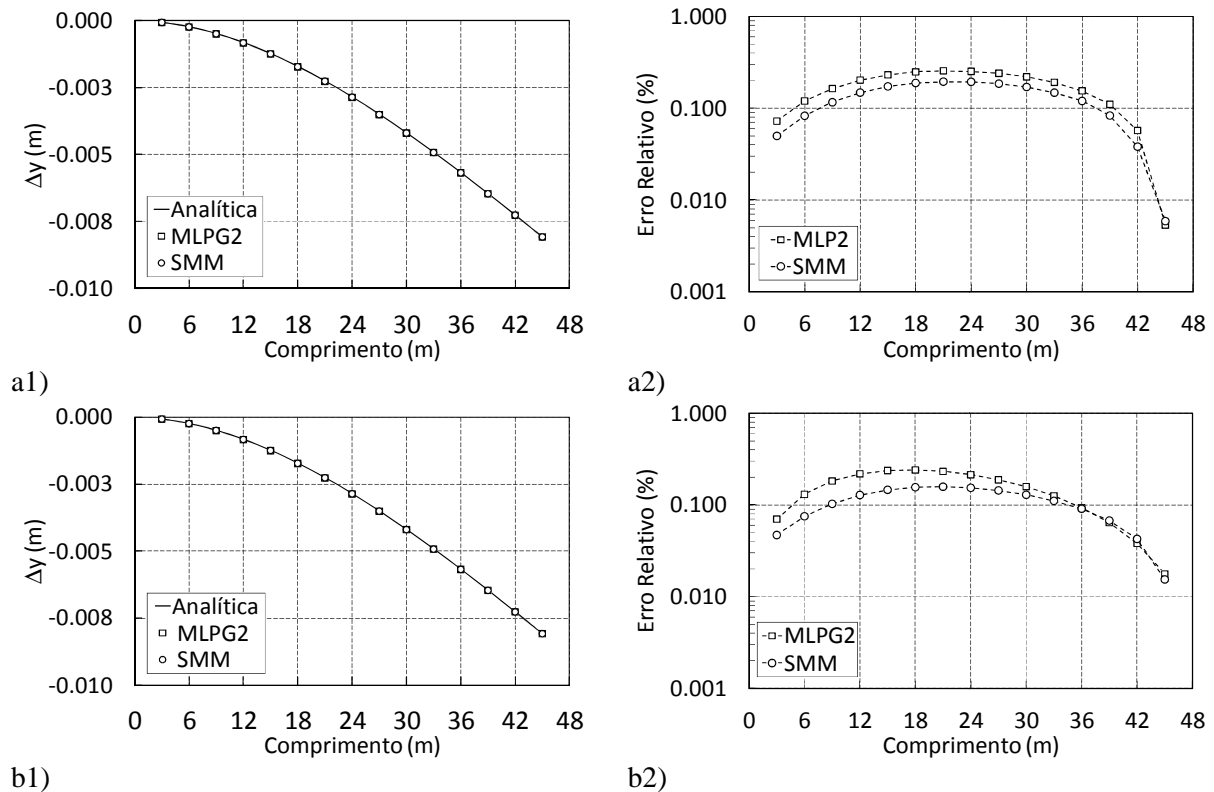 0.000
-0.003
-0.005
-0.008
-0.010
Δy (m)
Analítica
MLPG2
SMM
0 6 12 18 24 30 36 42 48
Comprimento (m)
a1)
1.000
0.100
0.010
0.001
Erro Relativo (%)
MLP2
SMM
0 6 12 18 24 30 36 42 48
Comprimento (m)
a2)
0.000
-0.003
-0.005
-0.008
-0.010
Δy (m)
Analítica
MLPG2
SMM
0 6 12 18 24 30 36 42 48
Comprimento (m)
b1)
1.000
0.100
0.010
0.001
Erro Relativo (%)
MLPG2
SMM
0 6 12 18 24 30 36 42 48
Comprimento (m)
b2)